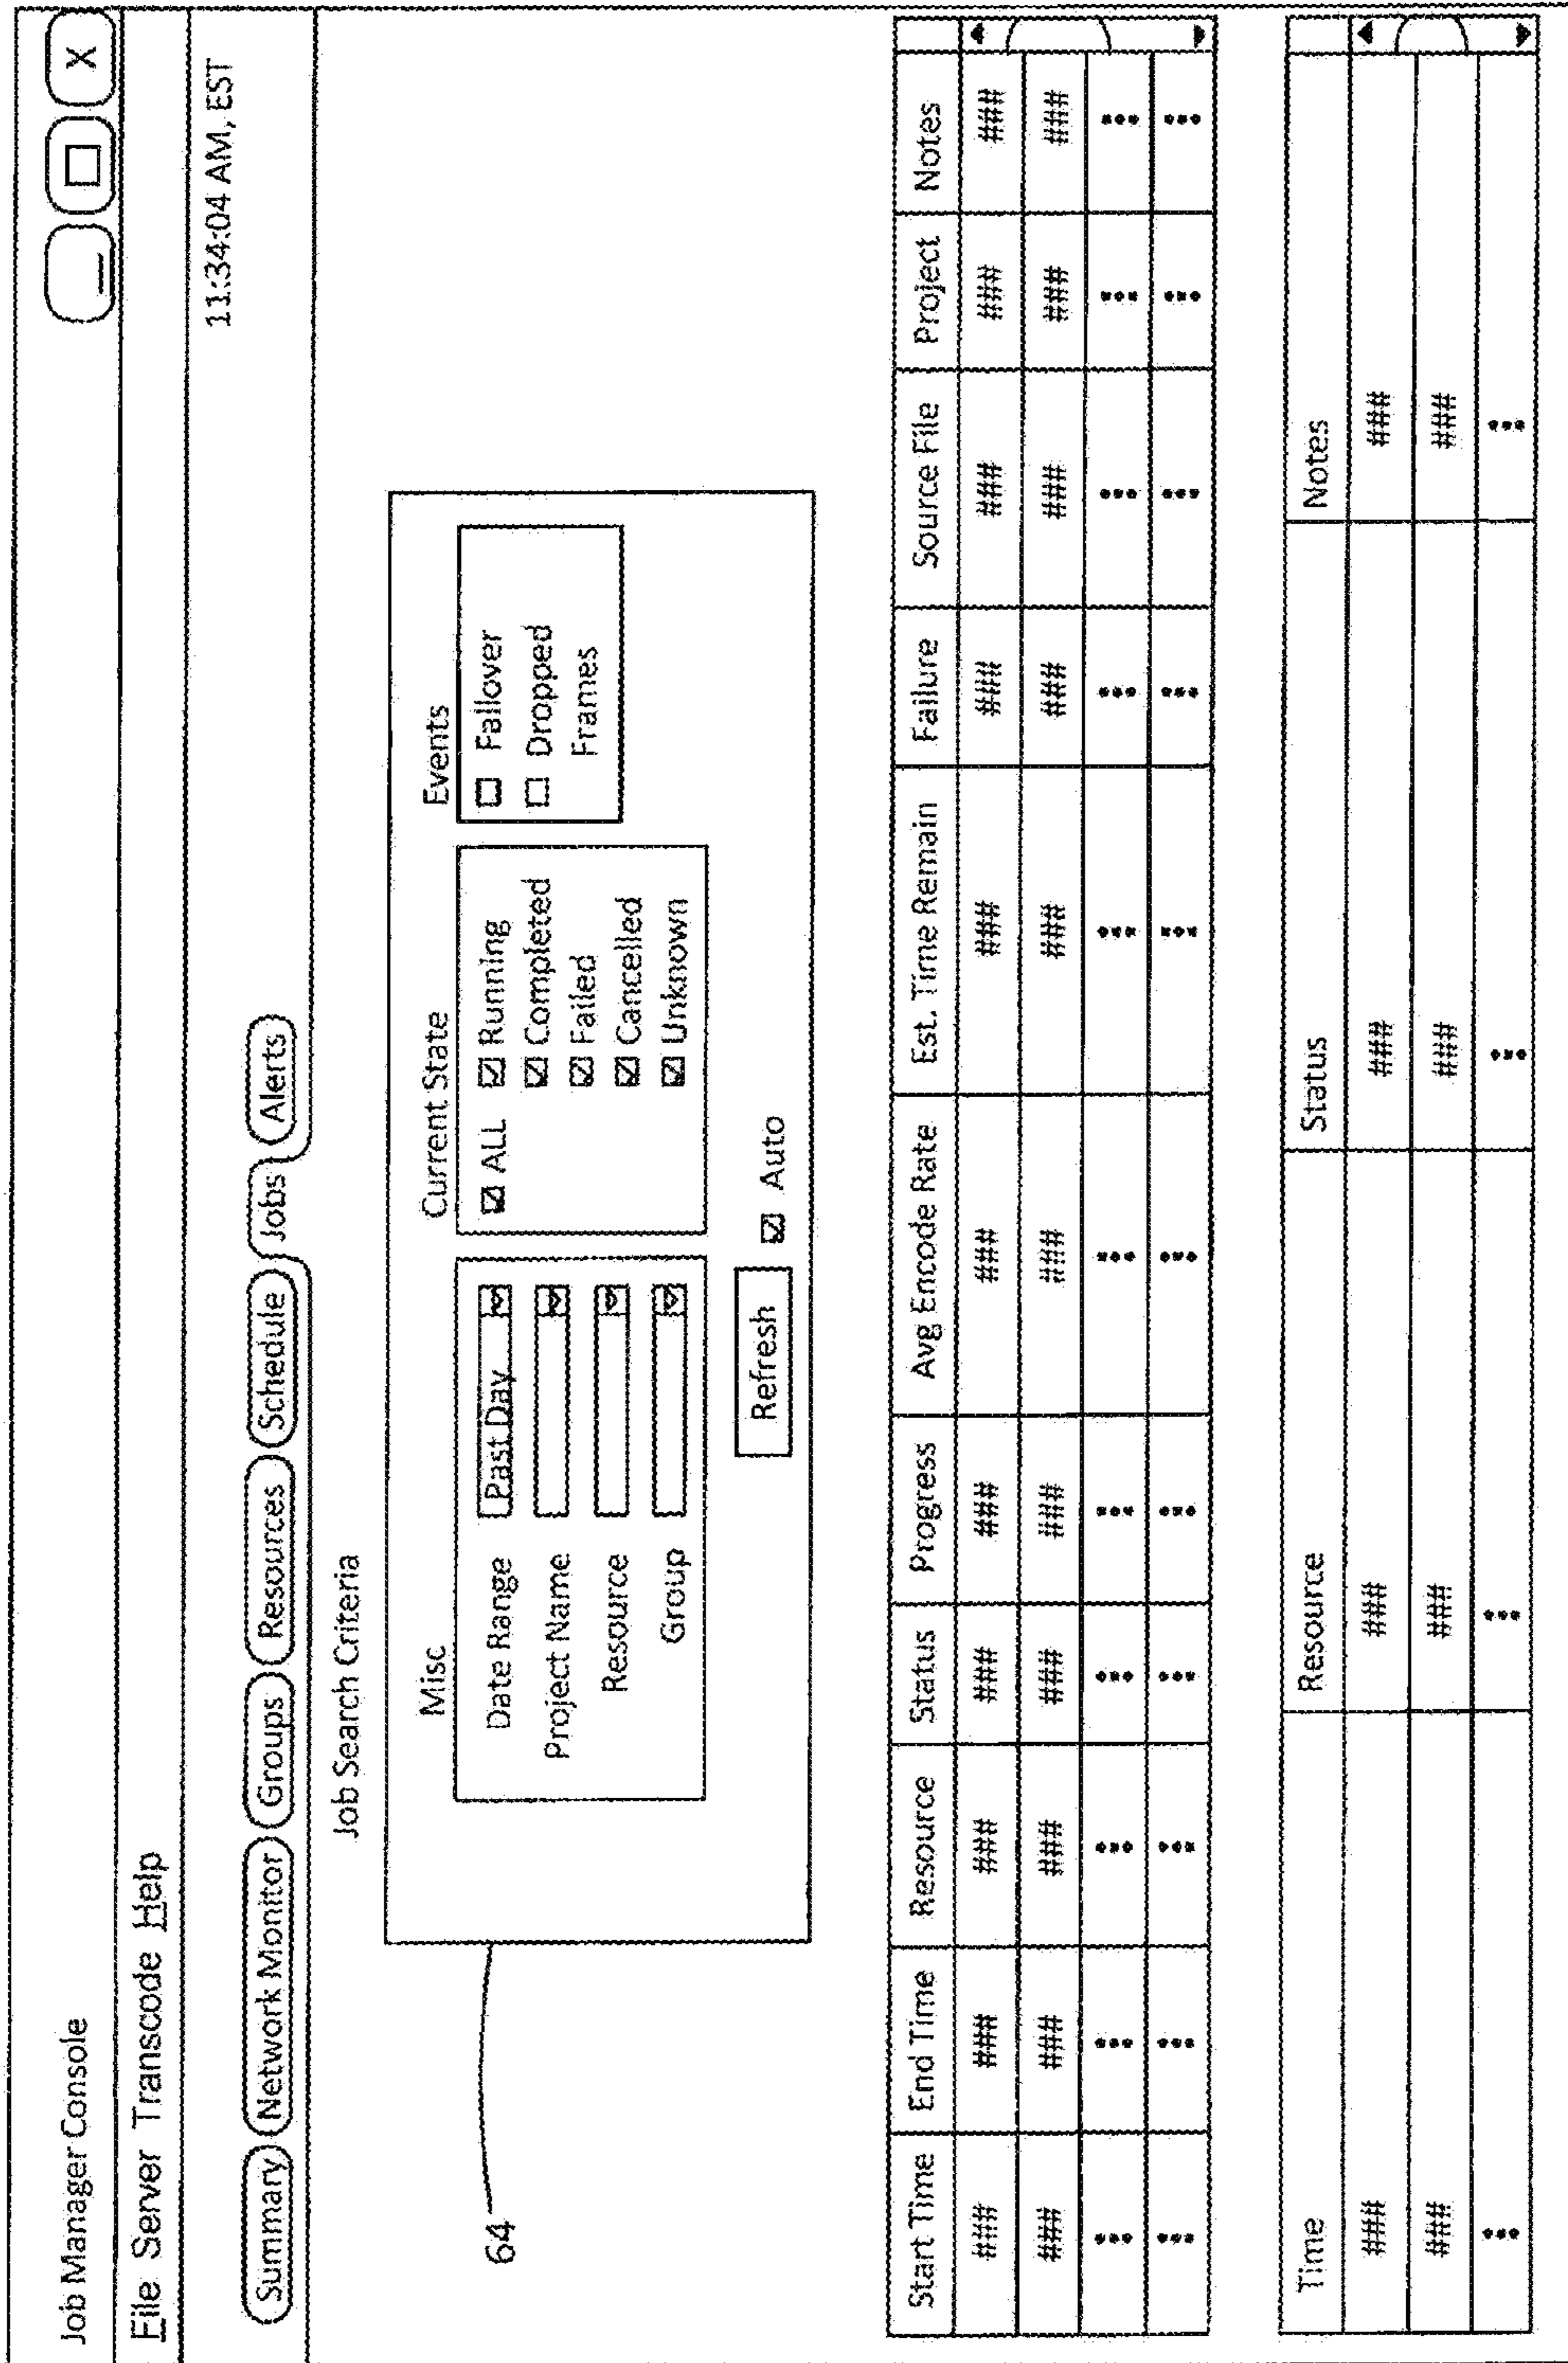 Job Manager Console
_ □ X
File Server Transcode Help
11:34:04 AM, EST
Summary Network Monitor Groups Resources Schedule Jobs Alerts
Job Search Criteria
64
Misc
Date Range Past Day
Project Name
Resource
Group
Current State
ALL Running
Completed
Failed
Cancelled
Unknown
Events
Fallover
Dropped
Frames
Refresh Auto
Start Time End Time Resource Status Progress Avg Encode Rate Est. Time Remain Failure Source File Project Notes
### ### ### ### ### ### ### ### ### ### ###
### ### ### ### ### ### ### ### ### ### ###
••• ••• ••• ••• ••• ••• ••• ••• ••• ••• •••
••• ••• ••• ••• ••• ••• ••• ••• ••• ••• •••
Time Resource Status Notes
### ### ### ###
### ### ### ###
••• ••• ••• •••